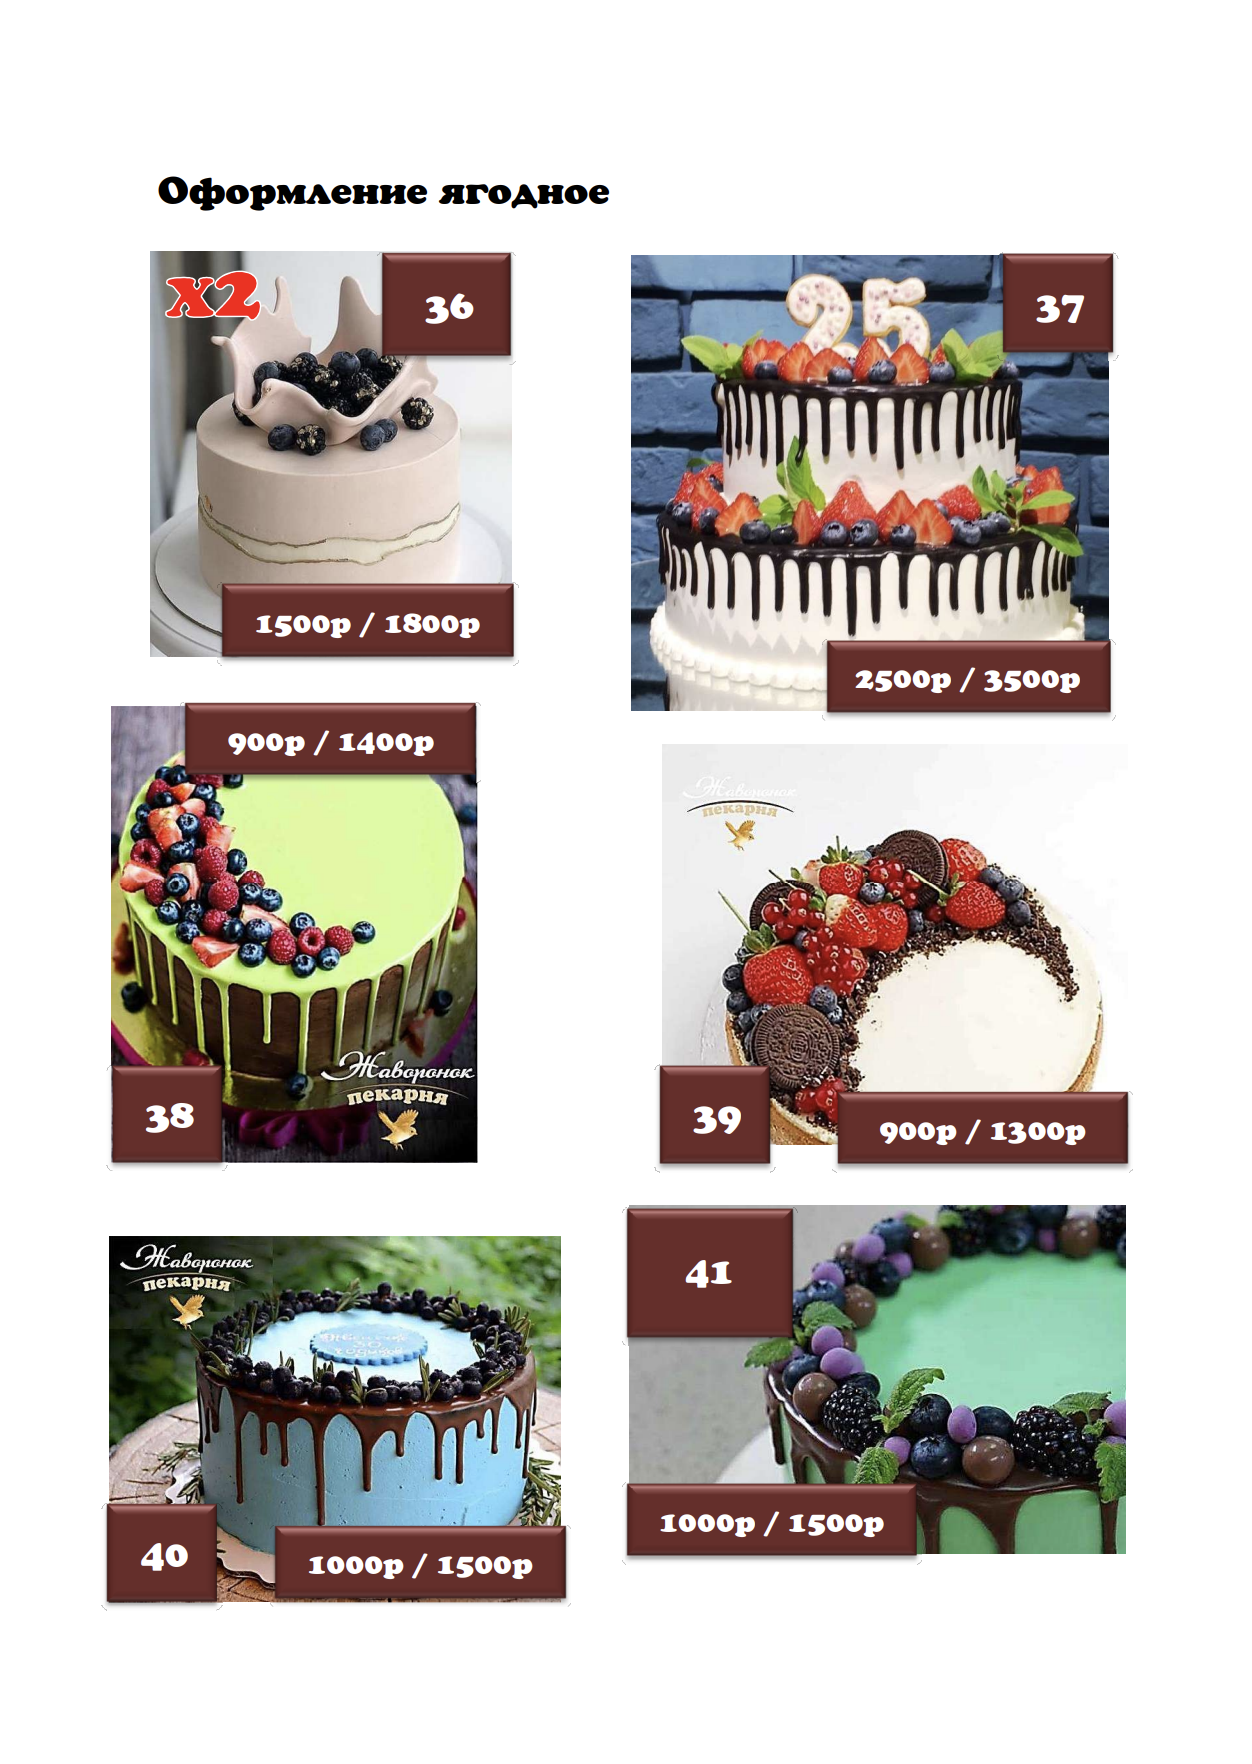 Оформление ягодное
x2
36
1500р / 1800р
25
37
2500р / 3500р
900р / 1400р
38
Жаворонок
пекарня
Жаворонок
пекарня
39
900р / 1300р
Жаворонок
пекарня
40
1000р / 1500р
41
1000р / 1500р